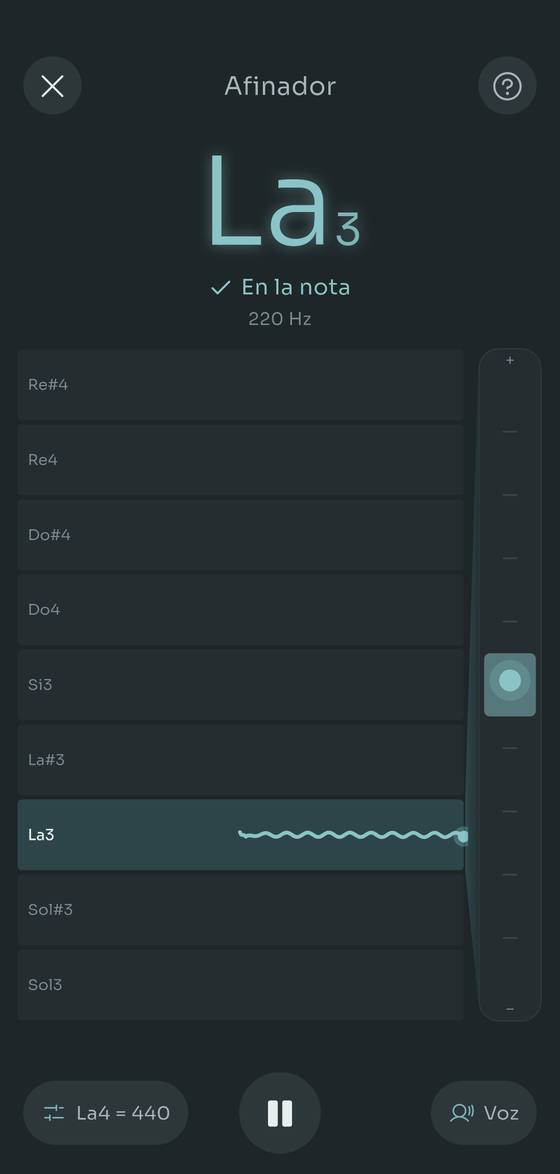 Afinador
La3
En la nota
220 Hz
+
Re#4
Re4
Do#4
Do4
Si3
La#3
La3
Sol#3
Sol3
−
La4 = 440
Voz